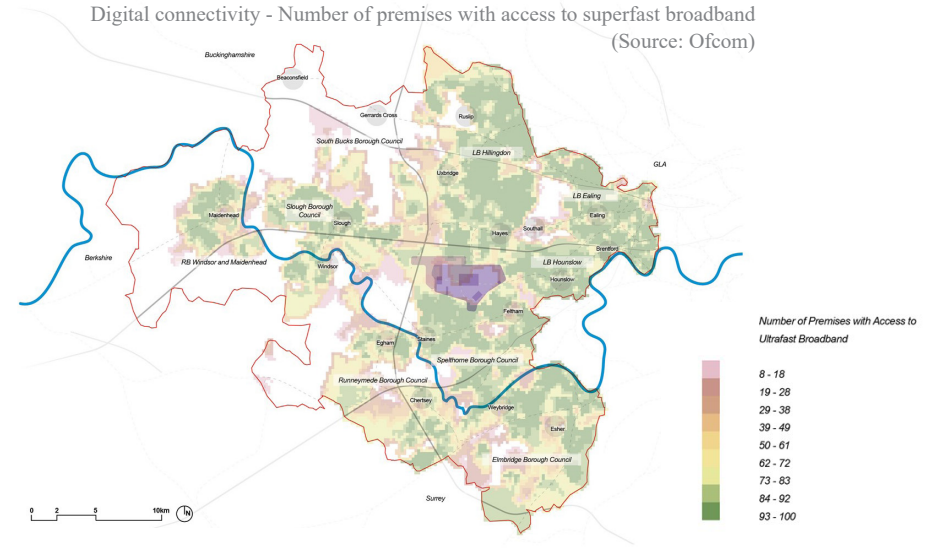 Digital connectivity - Number of premises with access to superfast broadband
(Source: Ofcom)
Buckinghamshire
Beaconsfield
Gerrards Cross
Ruslip
South Bucks Borough Council
LB Hillingdon
GLA
Uxbridge
LB Ealing
Maidenhead
Slough Borough
Council
Slough
Ealing
Hayes
Southall
Berkshire
RB Windsor and Maidenhead
Windsor
Brentford
LB Hounslow
Hounslow
Feltham
Egham
Staines
Spelthorne Borough Council
Runneymede Borough Council
Chertsey
Weybridge
Esher
Elmbridge Borough Council
Surrey
Number of Premises with Access to
Ultrafast Broadband
8 - 18
19 - 28
29 - 38
39 - 49
50 - 61
62 - 72
73 - 83
84 - 92
93 - 100
0 2 5 10km N